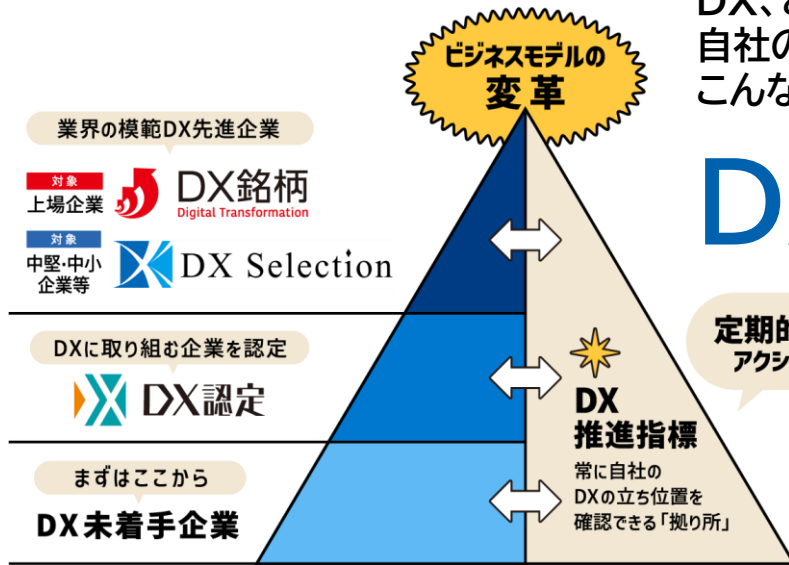 ビジネスモデルの
変革
DX、
自社の
こんな
業界の模範DX先進企業
対象
上場企業
DX銘柄
Digital Transformation
対象
中堅・中小
企業等
DX Selection
D
定期的
アクシ
DXに取り組む企業を認定
DX認定
DX
推進指標
常に自社の
DXの立ち位置を
確認できる「拠り所」
まずはここから
DX未着手企業